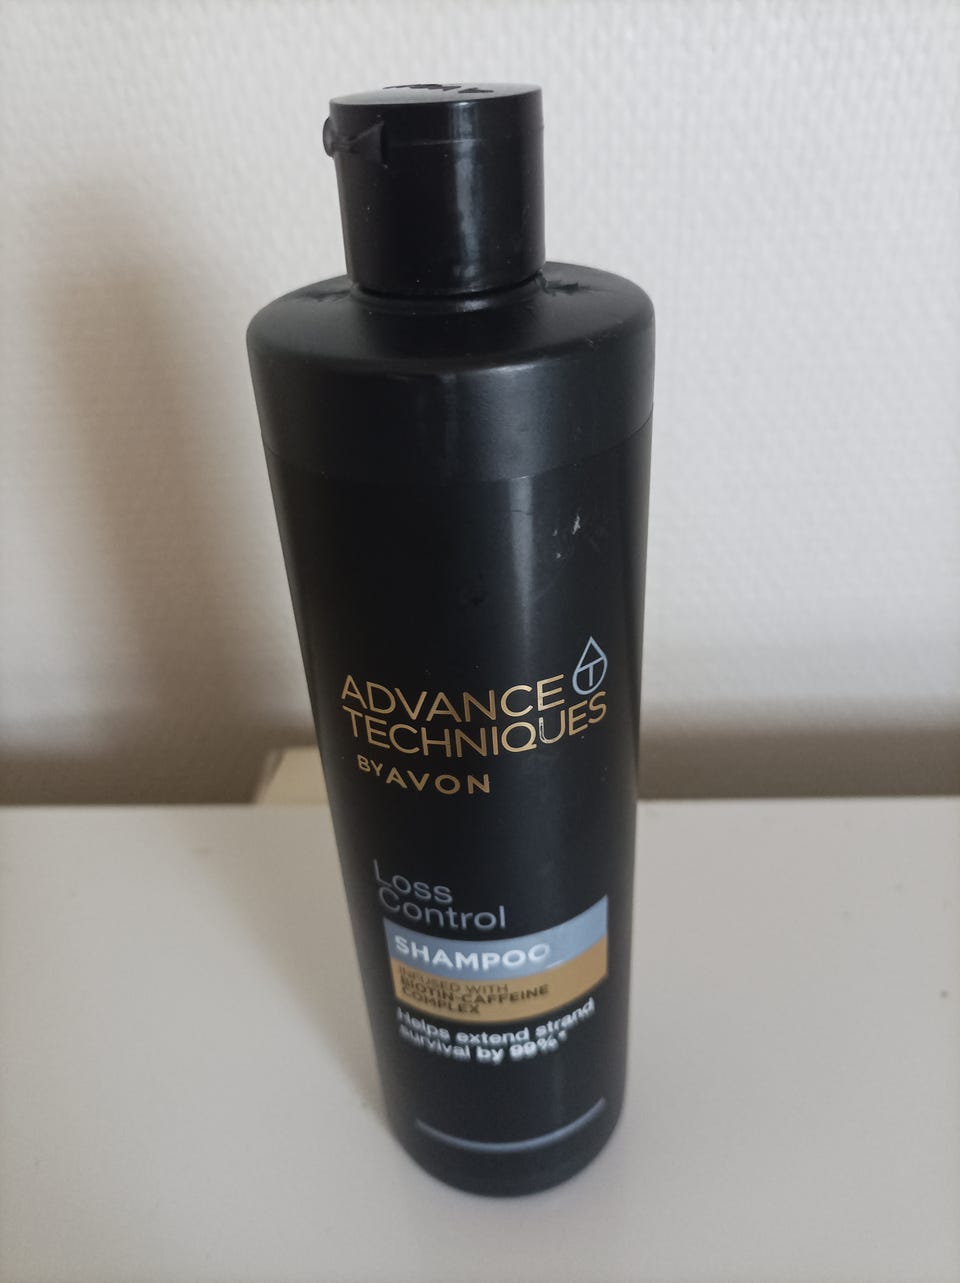 ADVANCE
TECHNIQUES
BY AVON
Loss
Control
SHAMPOO
INFUSED WITH
BIOTIN-CAFFEINE
COMPLEX
Helps extend strand
survival by 99%*